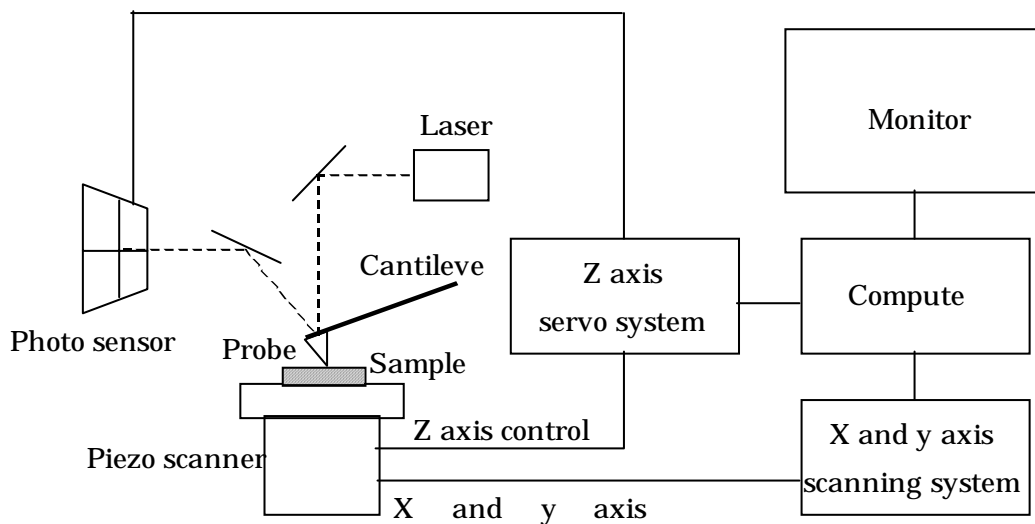 Laser
Monitor
Cantileve
Z axis
servo system
Compute
Photo sensor
Probe
Sample
Z axis control
Piezo scanner
X and y axis
scanning system
X and y axis